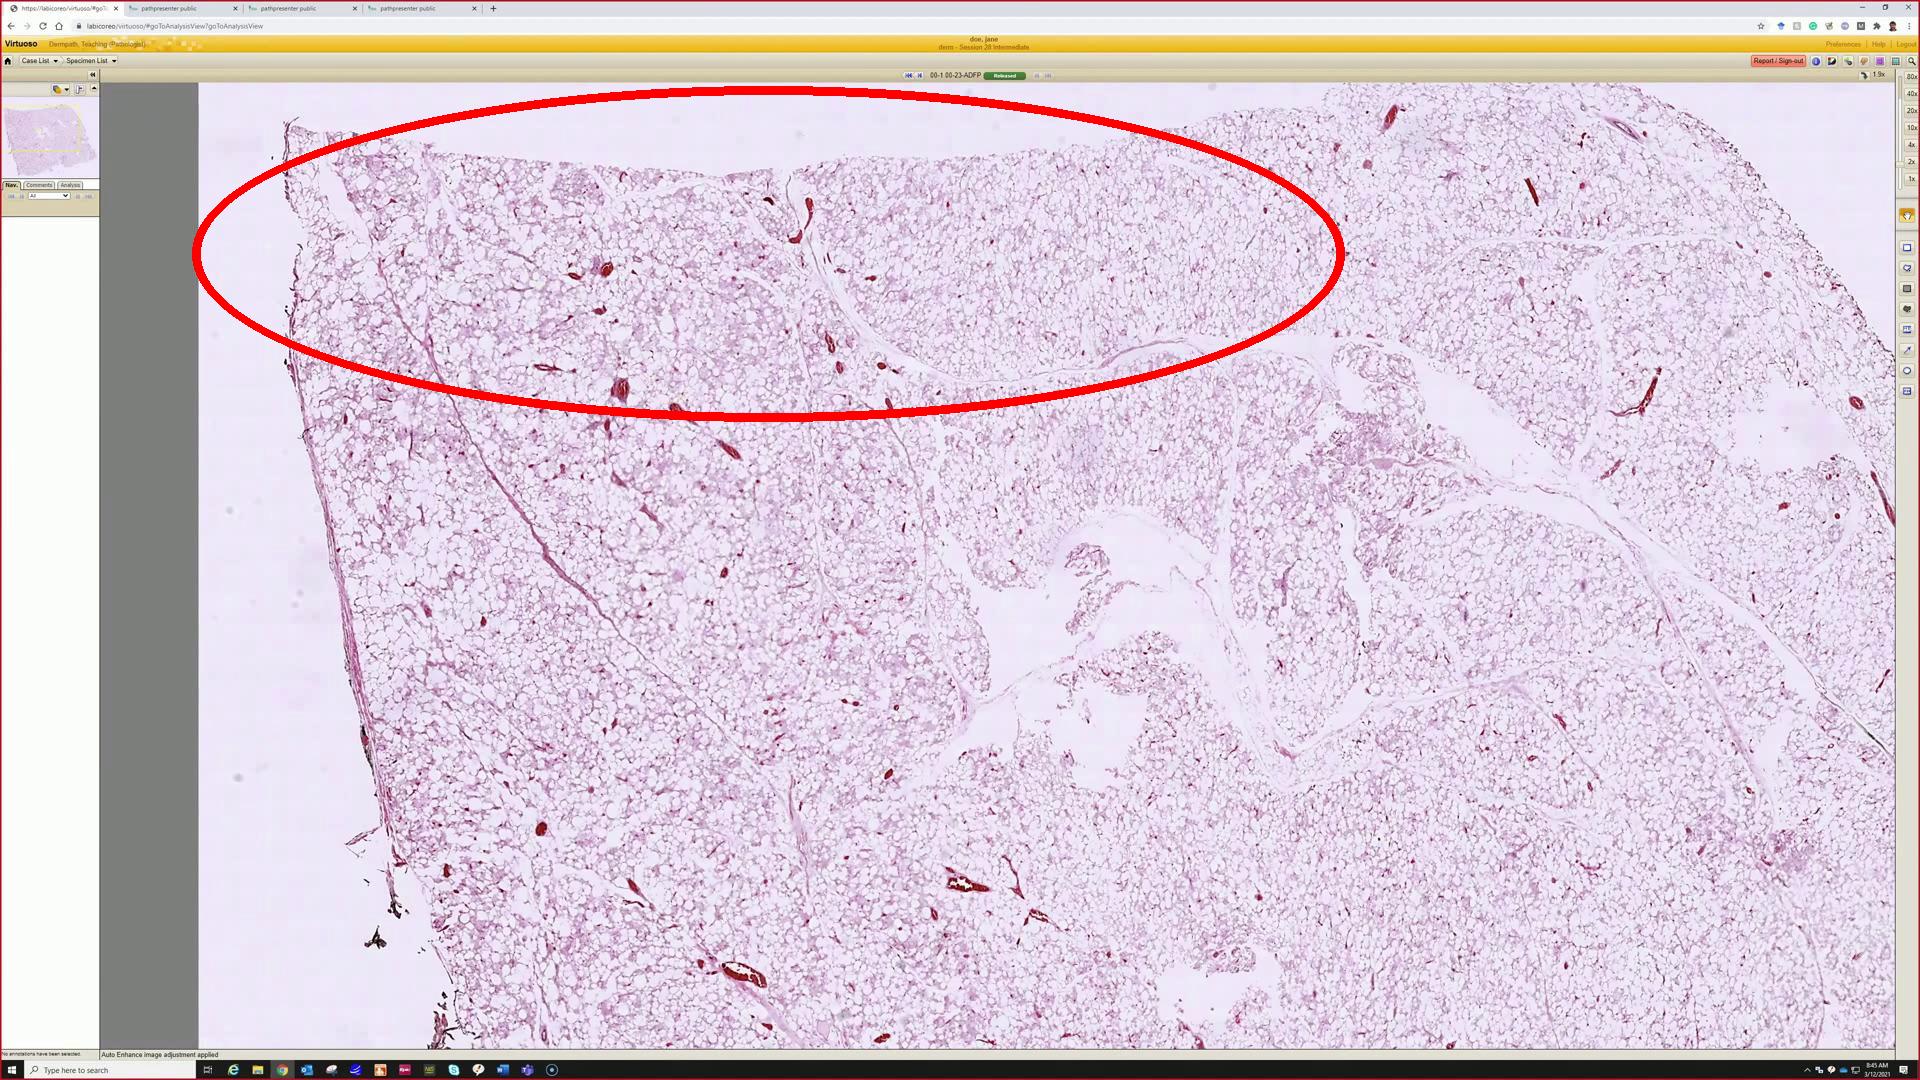 https://labicoreo/virtuoso/#goTo
pathpresenter public
pathpresenter public
pathpresenter public
labicoreo/virtuoso/#goToAnalysisView?goToAnalysisView
Virtuoso
Dermpath, Teaching (Pathologist)
doe, jane
derm - Session 28 Intermediate
Preferences
Help
Logout
Case List
Specimen List
Report / Sign-out
00-1.00-23-ADFP
Released
1.9x
80x
40x
20x
10x
4x
2x
1x
Nav.
Comments
Analysis
All
No annotations have been selected.
Auto Enhance image adjustment applied
Type here to search
8:45 AM
3/12/2021